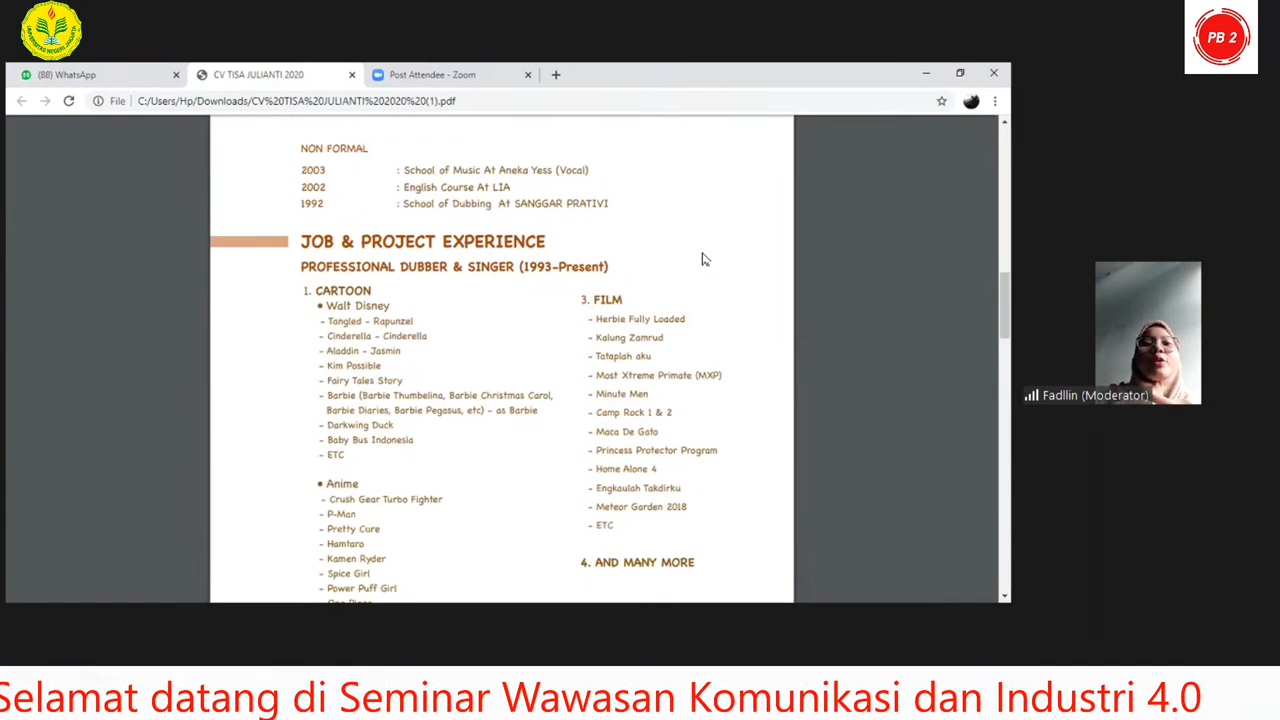 UNIVERSITAS NEGERI JAKARTA
PB 2
(88) WhatsApp
CV TISA JULIANTI 2020
Post Attendee - Zoom
File
C:/Users/Hp/Downloads/CV%20TISA%20JULIANTI%202020%20(1).pdf
NON FORMAL
2003 : School of Music At Aneka Yess (Vocal)
2002 : English Course At LIA
1992 : School of Dubbing At SANGGAR PRATIVI
JOB & PROJECT EXPERIENCE
PROFESSIONAL DUBBER & SINGER (1993-Present)
1. CARTOON
• Walt Disney
- Tangled - Rapunzel
- Cinderella - Cinderella
- Aladdin - Jasmin
- Kim Possible
- Fairy Tales Story
- Barbie (Barbie Thumbelina, Barbie Christmas Carol,
Barbie Diaries, Barbie Pegasus, etc) - as Barbie
- Darkwing Duck
- Baby Bus Indonesia
- ETC
• Anime
- Crush Gear Turbo Fighter
- P-Man
- Pretty Cure
- Hamtaro
- Kamen Ryder
- Spice Girl
- Power Puff Girl
3. FILM
- Herbie Fully Loaded
- Kalung Zamrud
- Tataplah aku
- Most Xtreme Primate (MXP)
- Minute Men
- Camp Rock 1 & 2
- Maca De Gato
- Princess Protector Program
- Home Alone 4
- Engkaulah Takdirku
- Meteor Garden 2018
- ETC
4. AND MANY MORE
Fadllin (Moderator)
Selamat datang di Seminar Wawasan Komunikasi dan Industri 4.0